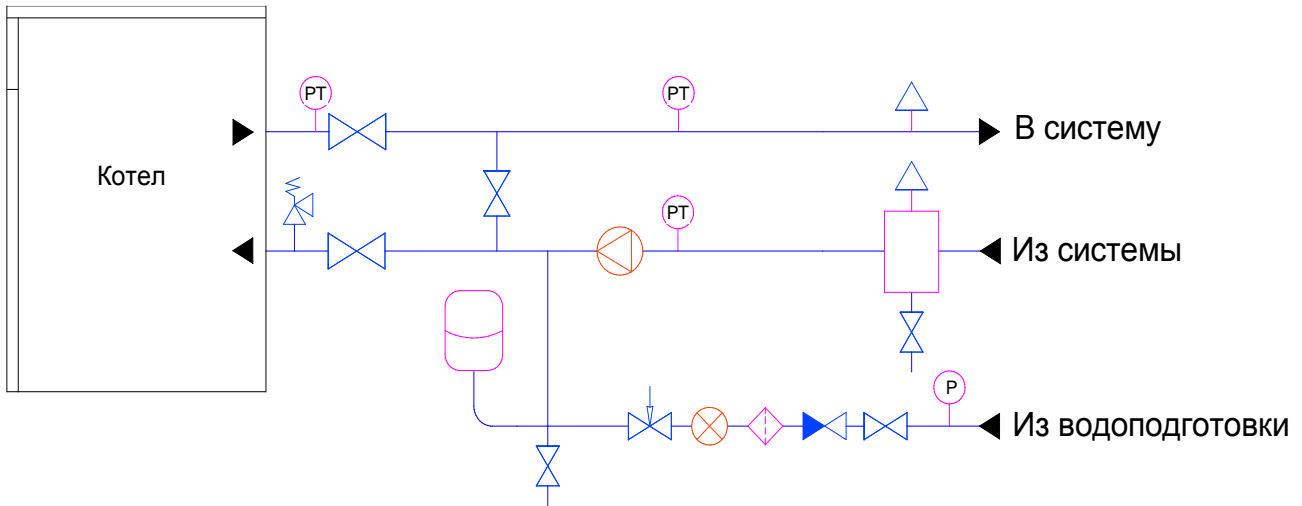 PT
PT
В систему
Котел
PT
Из системы
P
Из водоподготовки